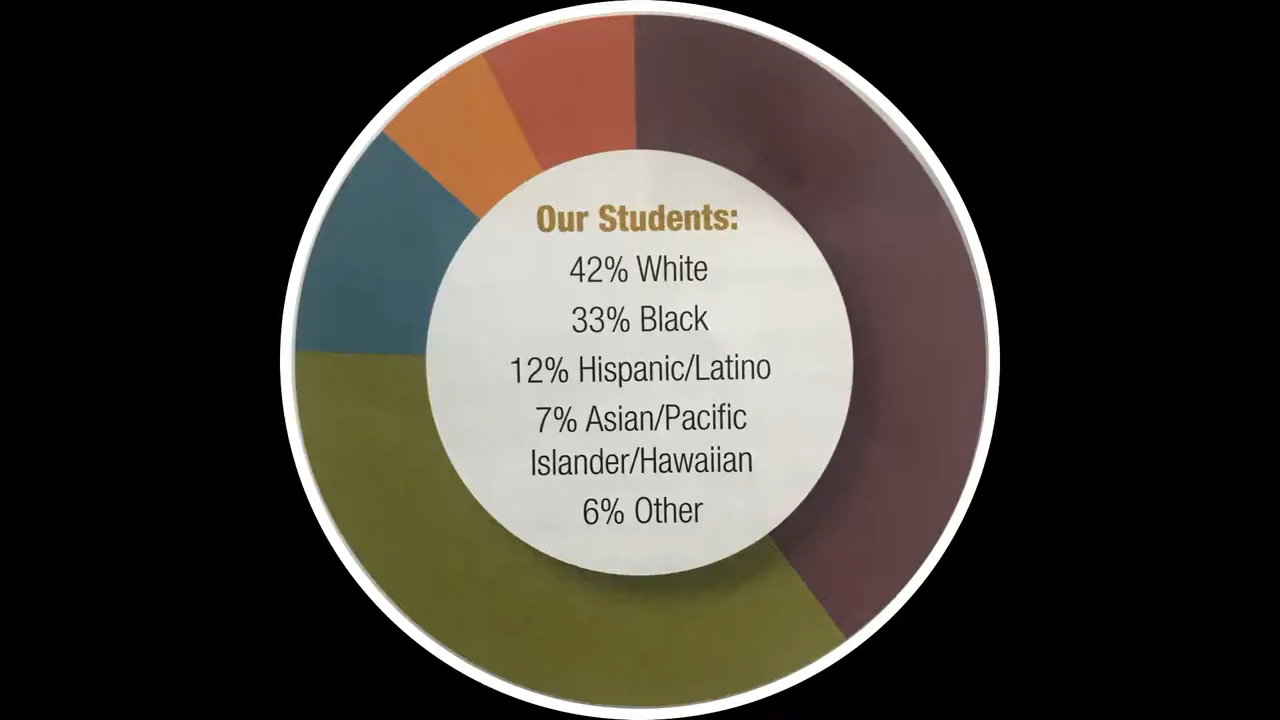 Our Students:
42% White
33% Black
12% Hispanic/Latino
7% Asian/Pacific
Islander/Hawaiian
6% Other